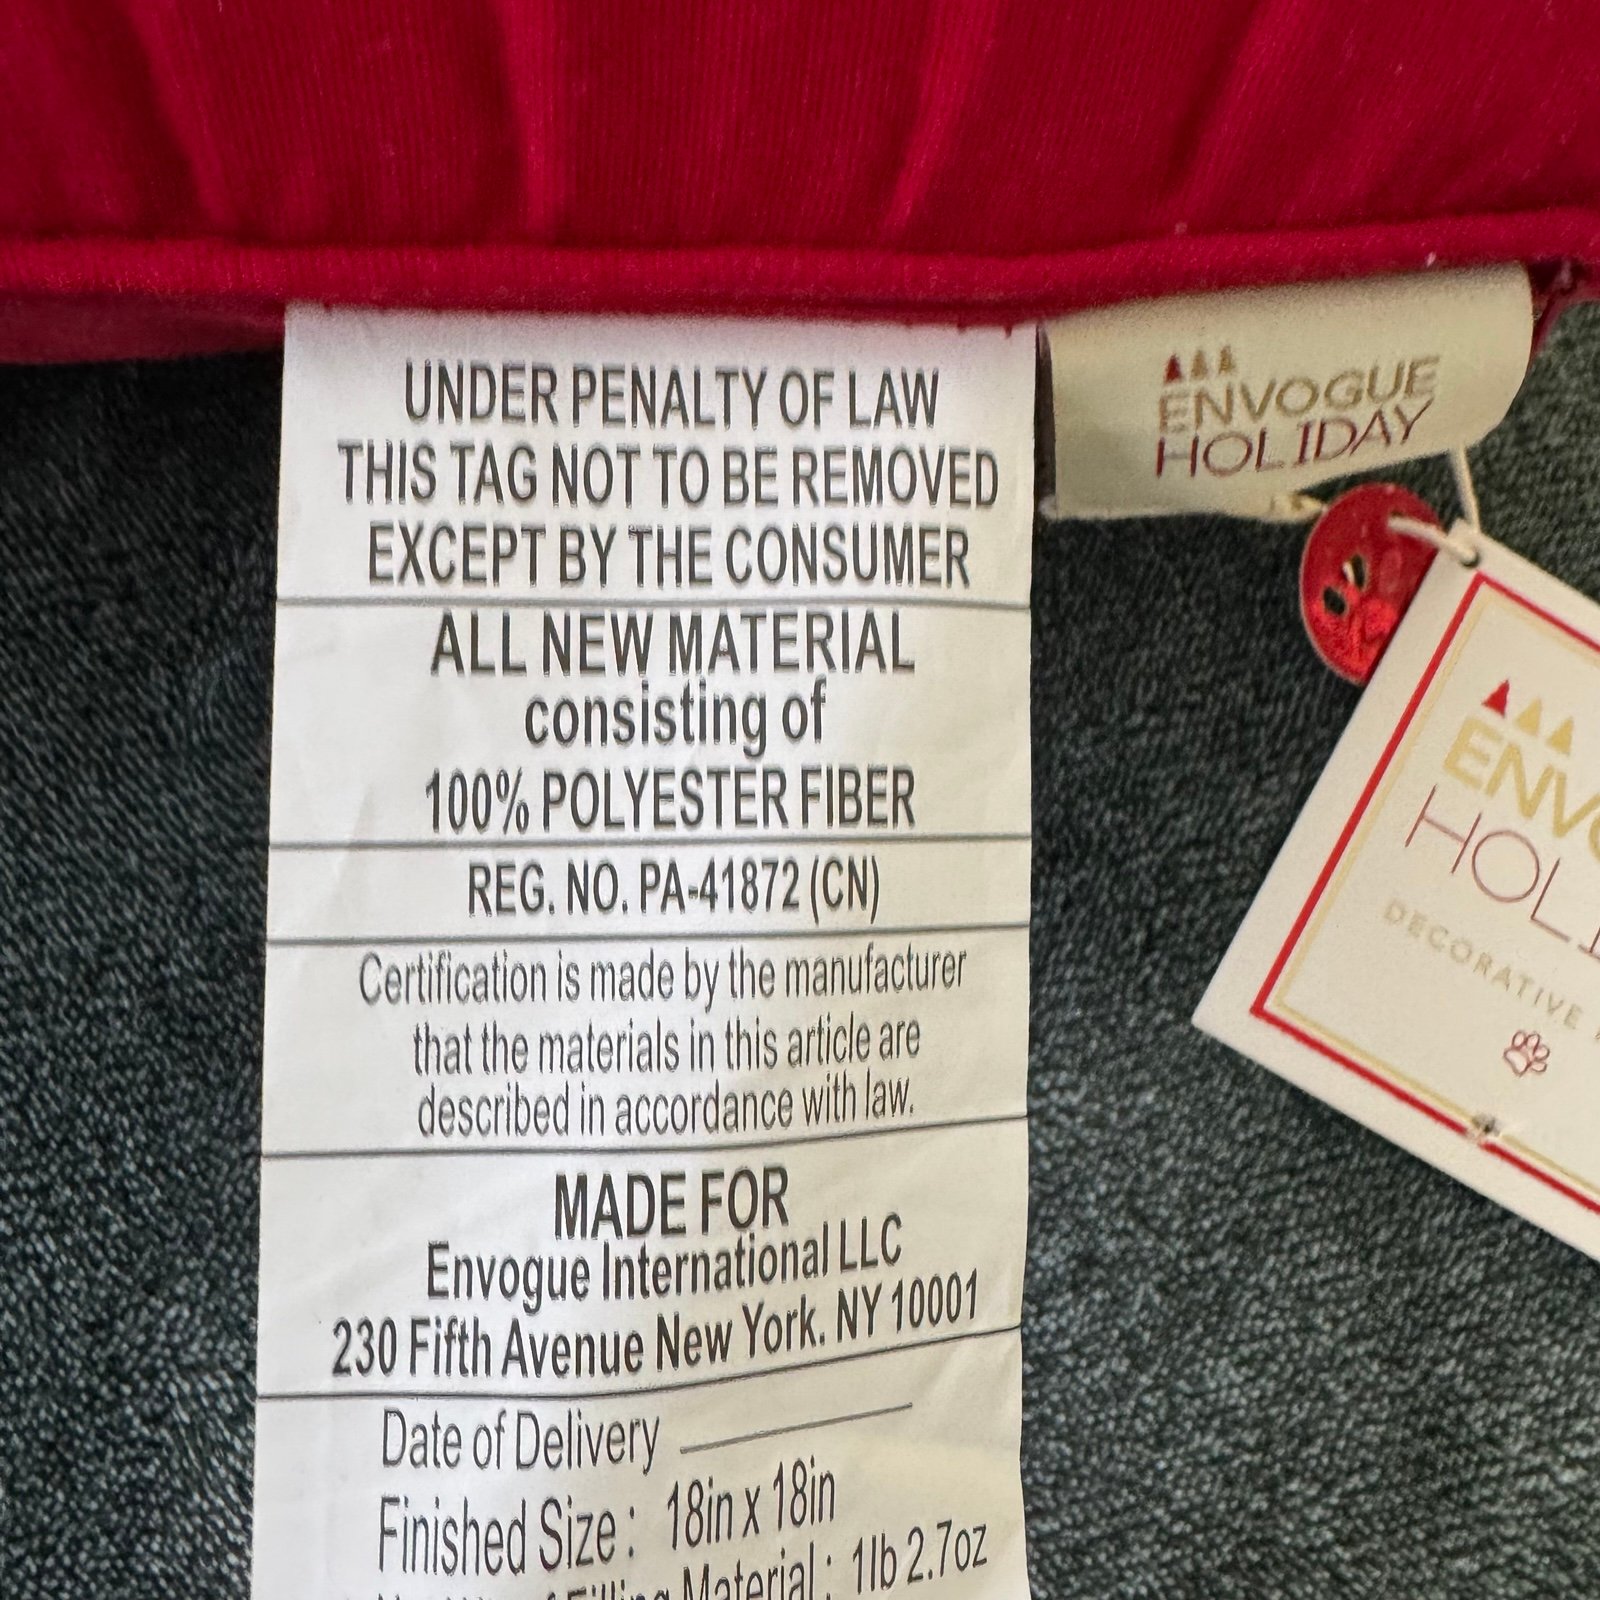 UNDER PENALTY OF LAW
THIS TAG NOT TO BE REMOVED
EXCEPT BY THE CONSUMER
ALL NEW MATERIAL
consisting of
100% POLYESTER FIBER
REG. NO. PA-41872 (CN)
Certification is made by the manufacturer
that the materials in this article are
described in accordance with law.
MADE FOR
Envogue International LLC
230 Fifth Avenue New York. NY 10001
Date of Delivery
Finished Size : 18in x 18in
Filling Material : 1lb 2.7oz
ENVOGUE
HOLIDAY
DECORATIVE